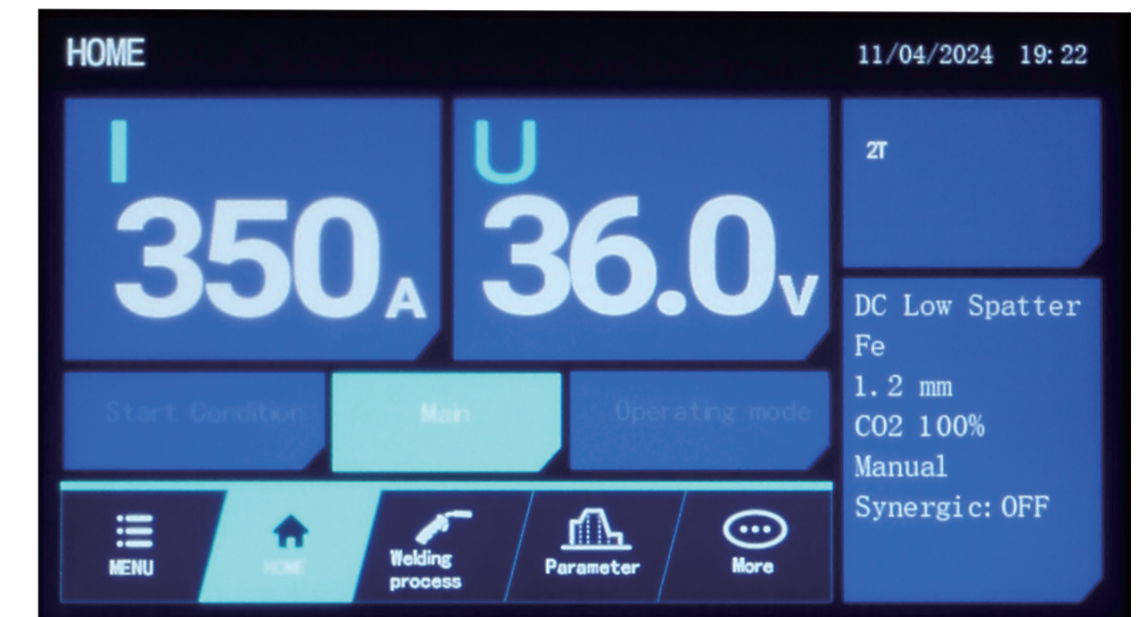 HOME
11/04/2024 19:22
I
350A
U
36.0V
2T
DC Low Spatter
Fe
1.2 mm
CO2 100%
Manual
Synergic:OFF
Start Condition
Main
Operating mode
MENU
HOME
Welding
process
Parameter
More